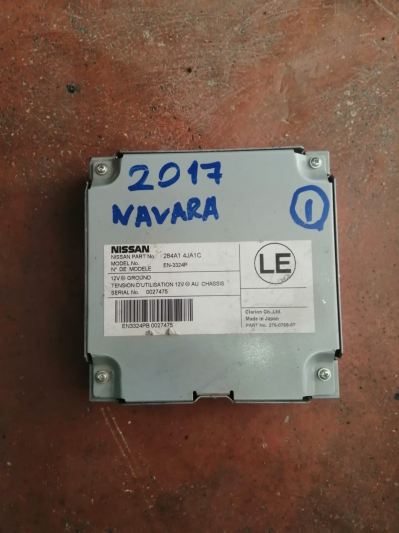 2017
NAVARA
1
NISSAN
NISSAN PART No. 284A1 4JA1C
MODEL No. EN-3324P
N° DE MODELE
12V ⊖ GROUND
TENSION D'UTILISATION 12V ⊖ AU CHASSIS
SERIAL No. 0027475
EN3324PB 0027475
LE
Clarion Co.,Ltd.
Made in Japan